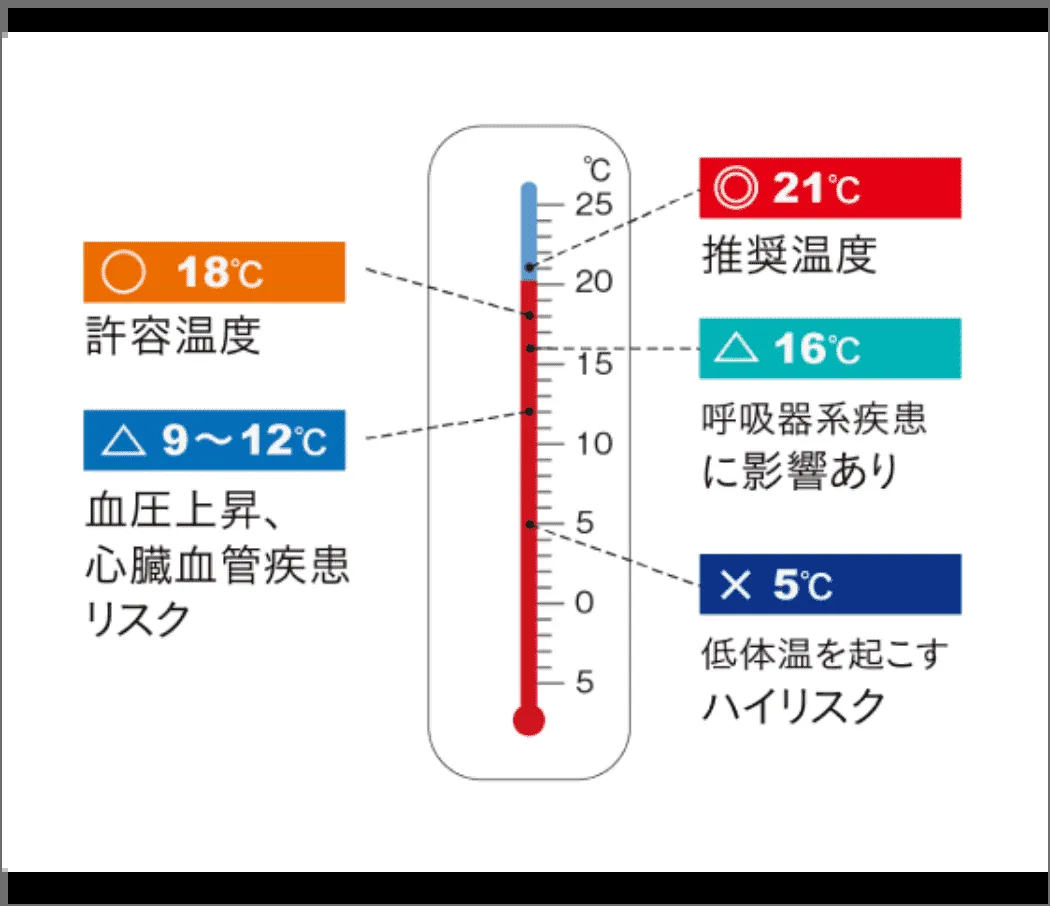 ○ 18℃
許容温度
△ 9～12℃
血圧上昇、
心臓血管疾患
リスク
℃
25
20
15
10
5
0
5
◎ 21℃
推奨温度
△ 16℃
呼吸器系疾患
に影響あり
× 5℃
低体温を起こす
ハイリスク